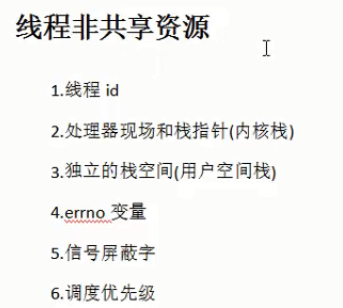 线程非共享资源
1.线程 id
2.处理器现场和栈指针(内核栈)
3.独立的栈空间(用户空间栈)
4.errno 变量
5.信号屏蔽字
6.调度优先级